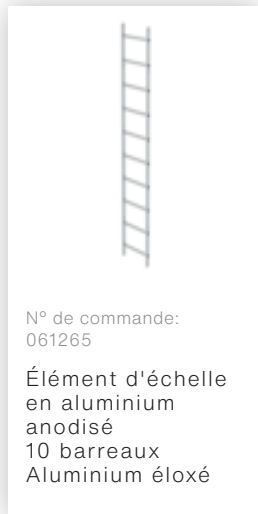 N° de commande:
061265
Élément d'échelle
en aluminium
anodisé
10 barreaux
Aluminium éloxé